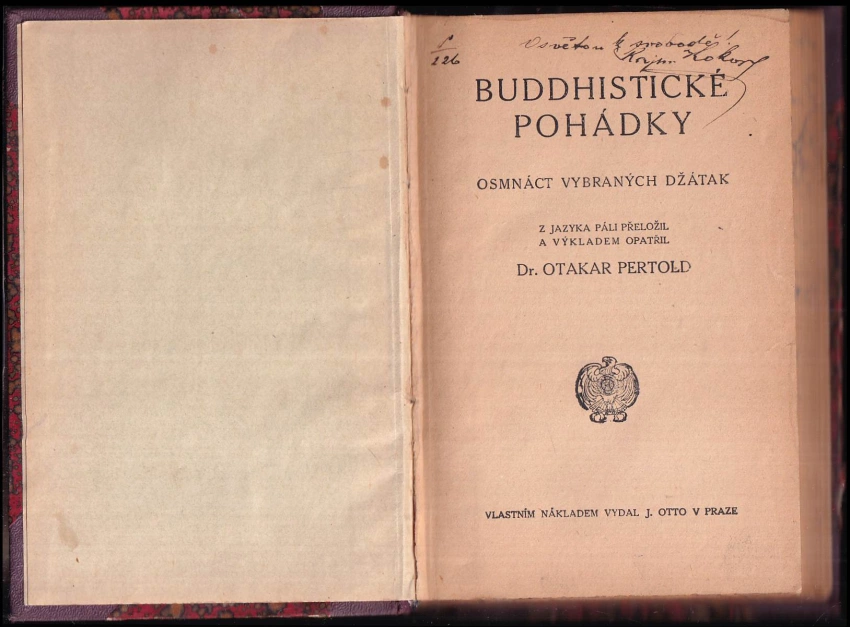 Osvětou k svobodě!
226
BUDDHISTICKÉ
POHÁDKY
OSMNÁCT VYBRANÝCH DŽÁTAK
Z JAZYKA PÁLI PŘELOŽIL
A VÝKLADEM OPATŘIL
Dr. OTAKAR PERTOLD
VLASTNÍM NÁKLADEM VYDAL J. OTTO V PRAZE